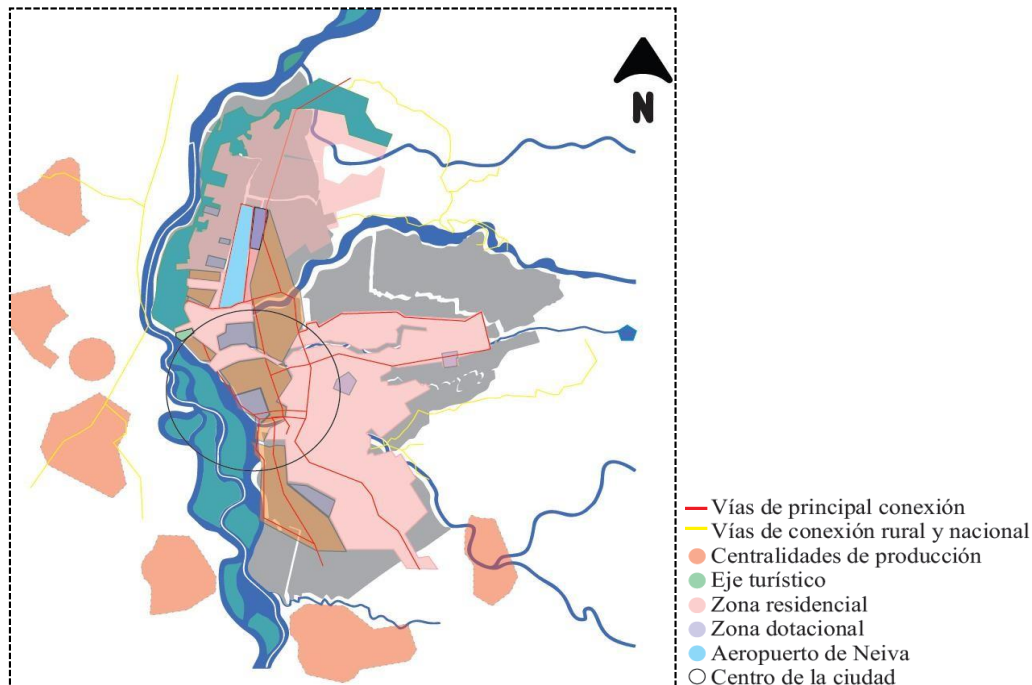 N
Vías de principal conexión
Vías de conexión rural y nacional
Centralidades de producción
Eje turístico
Zona residencial
Zona dotacional
Aeropuerto de Neiva
Centro de la ciudad